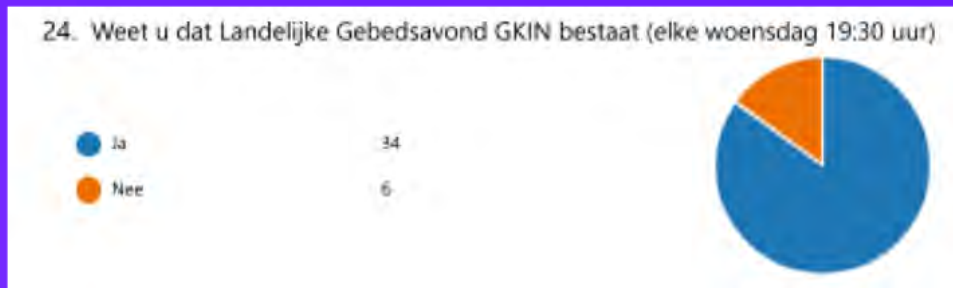 24. Weet u dat Landelijke Gebedsavond GKIN bestaat (elke woensdag 19:30 uur)
Ja 34
Nee 6